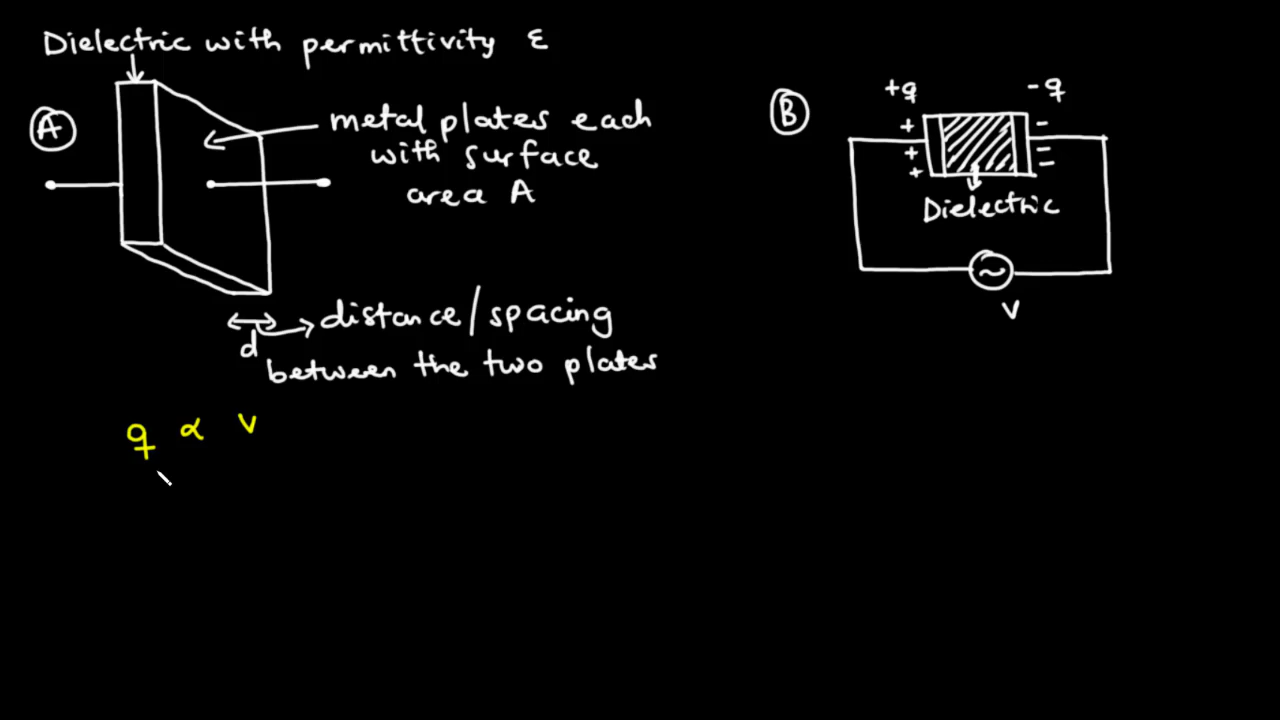 Dielectric with permittivity ε
A
metal plates each
with surface
area A
d
distance/spacing
between the two plates
q ∝ v
B
+q
-q
+
+
+
-
-
-
Dielectric
~
v